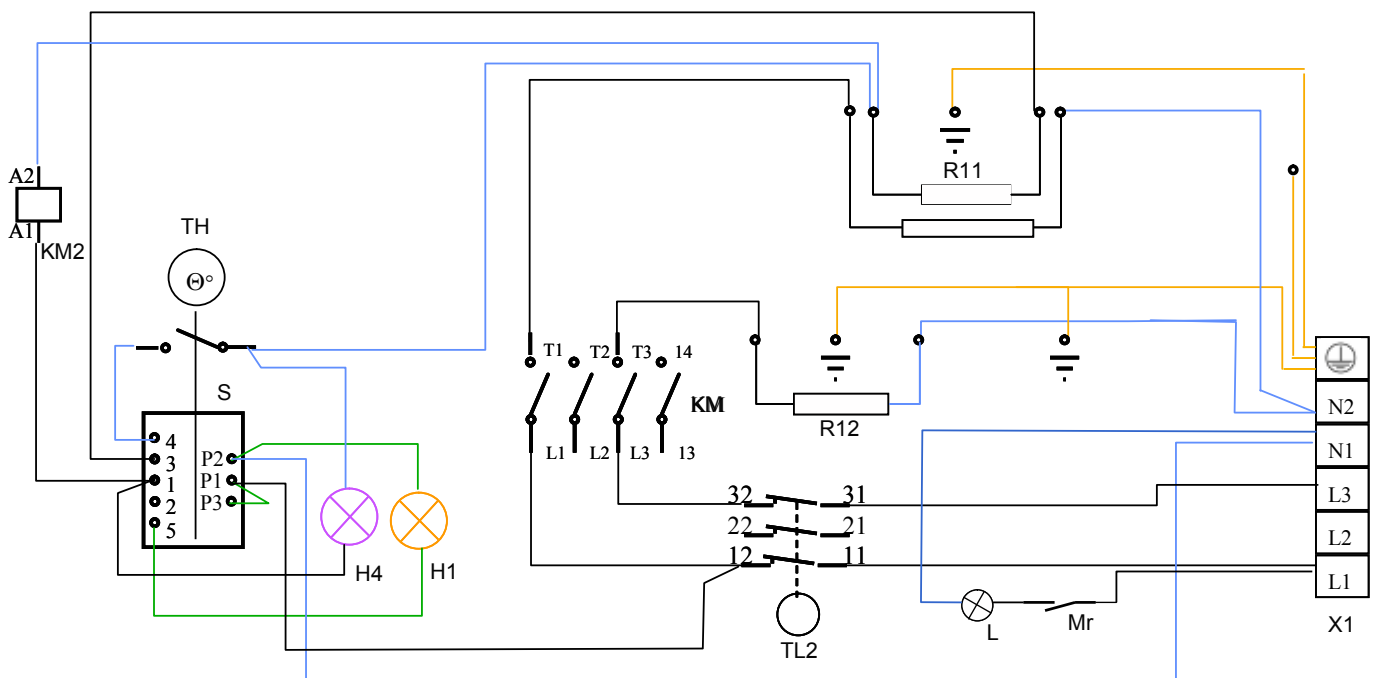 R11
A2
A1
KM2
TH
Θ°
T1 T2 T3 14
KM
L1 L2 L3 13
R12
S
4
3
1
2
5
P2
P1
P3
H4
H1
32 31
22 21
12 11
TL2
L
Mr
N2
N1
L3
L2
L1
X1